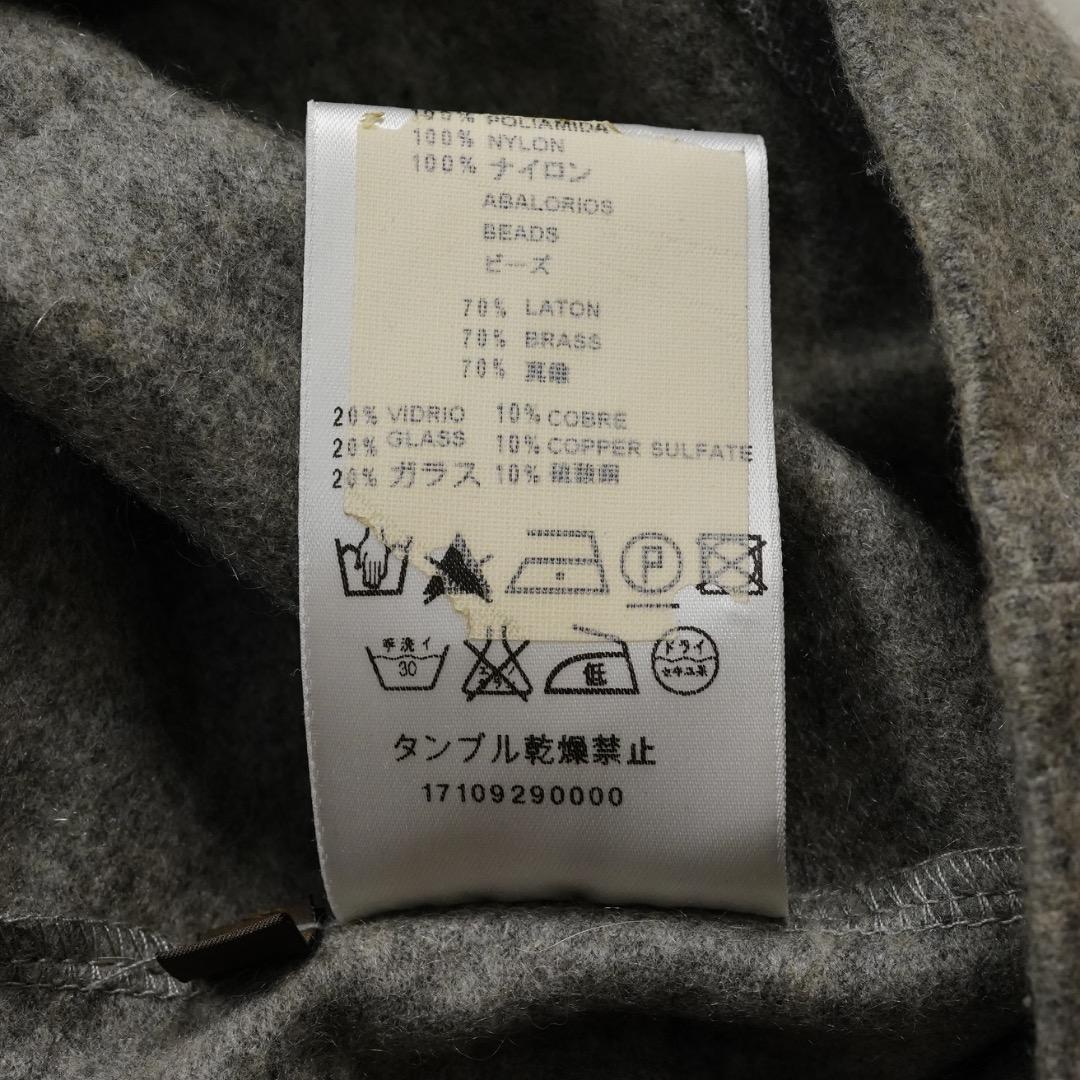 100% POLIAMIDA
100% NYLON
100% ナイロン
ABALORIOS
BEADS
ビーズ
70% LATON
70% BRASS
70% 真鍮
20% VIDRIO 10% COBRE
20% GLASS 10% COPPER SULFATE
20% ガラス 10% 硫酸銅
P
手洗イ
30
エンソ
低
ドライ
セキユ系
タンブル乾燥禁止
17109290000